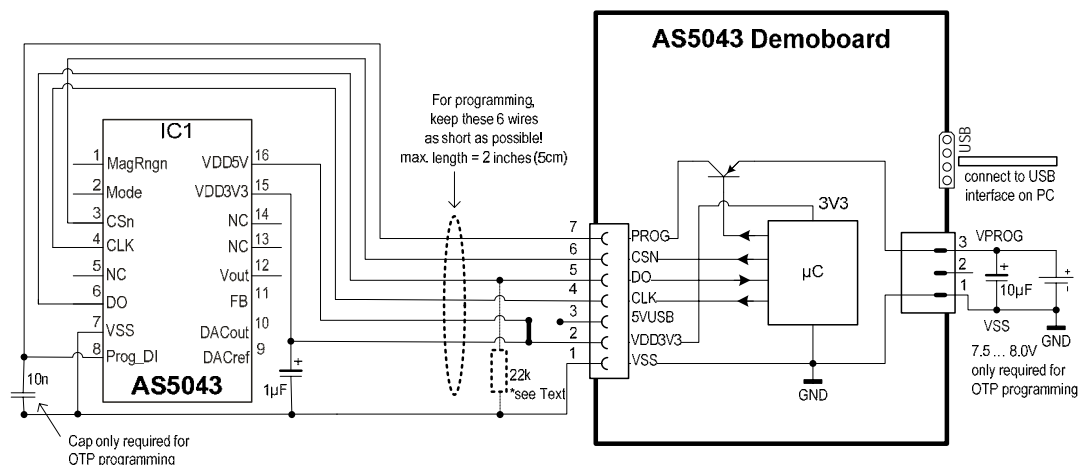 AS5043 Demoboard
For programming,
keep these 6 wires
as short as possible!
max. length = 2 inches (5cm)
IC1
1 MagRngn
2 Mode
3 CSn
4 CLK
5 NC
6 DO
7 VSS
8 Prog_DI
VDD5V 16
VDD3V3 15
NC 14
NC 13
Vout 12
FB 11
DACout 10
DACref 9
AS5043
10n
1µF +
Cap only required for
OTP programming
22k
*see Text
7 PROG
6 CSN
5 DO
4 CLK
3 5VUSB
2 VDD3V3
1 VSS
3V3
µC
GND
USB
connect to USB
interface on PC
3 VPROG
2
1
+
10µF
VSS
+
-
GND
7.5 ... 8.0V
only required for
OTP programming